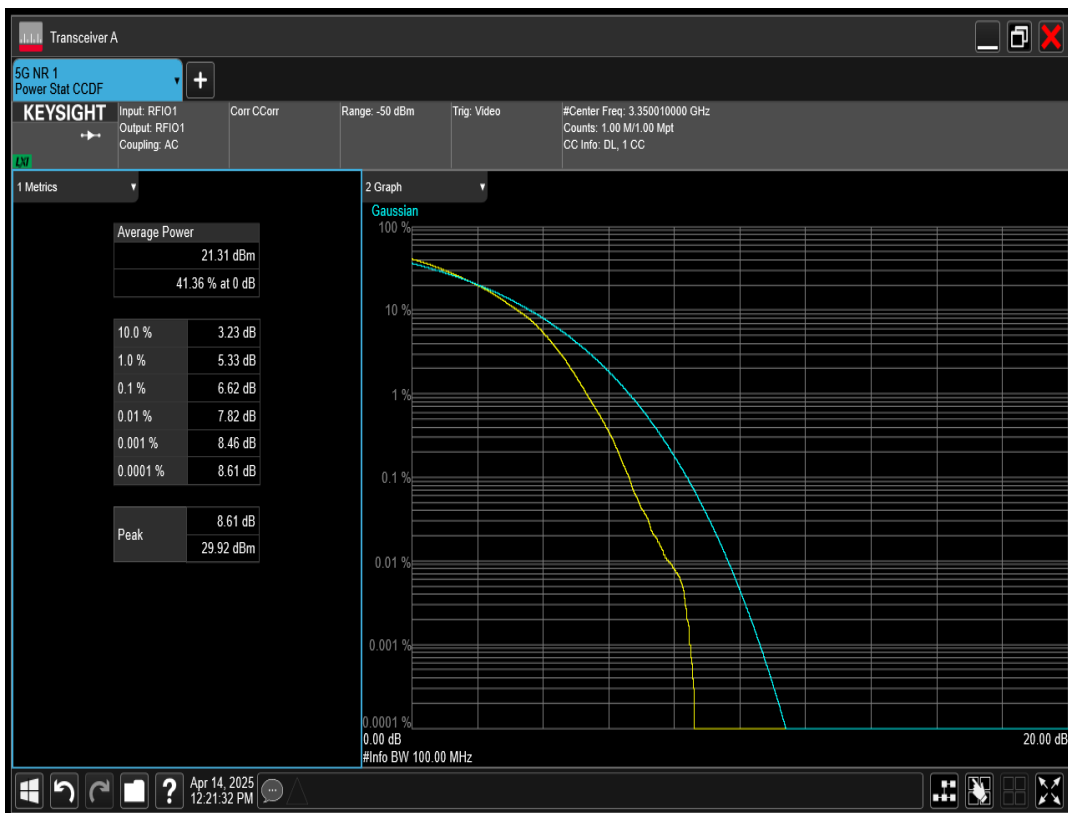 Transceiver A
5G NR 1
Power Stat CCDF
+
KEYSIGHT
LXI
Input: RFIO1
Output: RFIO1
Coupling: AC
Corr CCorr
Range: -50 dBm
Trig: Video
#Center Freq: 3.350010000 GHz
Counts: 1.00 M/1.00 Mpt
CC Info: DL, 1 CC
1 Metrics
Average Power
21.31 dBm
41.36 % at 0 dB
10.0 % 3.23 dB
1.0 % 5.33 dB
0.1 % 6.62 dB
0.01 % 7.82 dB
0.001 % 8.46 dB
0.0001 % 8.61 dB
Peak
8.61 dB
29.92 dBm
2 Graph
Gaussian
100 %
10 %
1 %
0.1 %
0.01 %
0.001 %
0.0001 %
0.00 dB 20.00 dB
#Info BW 100.00 MHz
?
Apr 14, 2025
12:21:32 PM